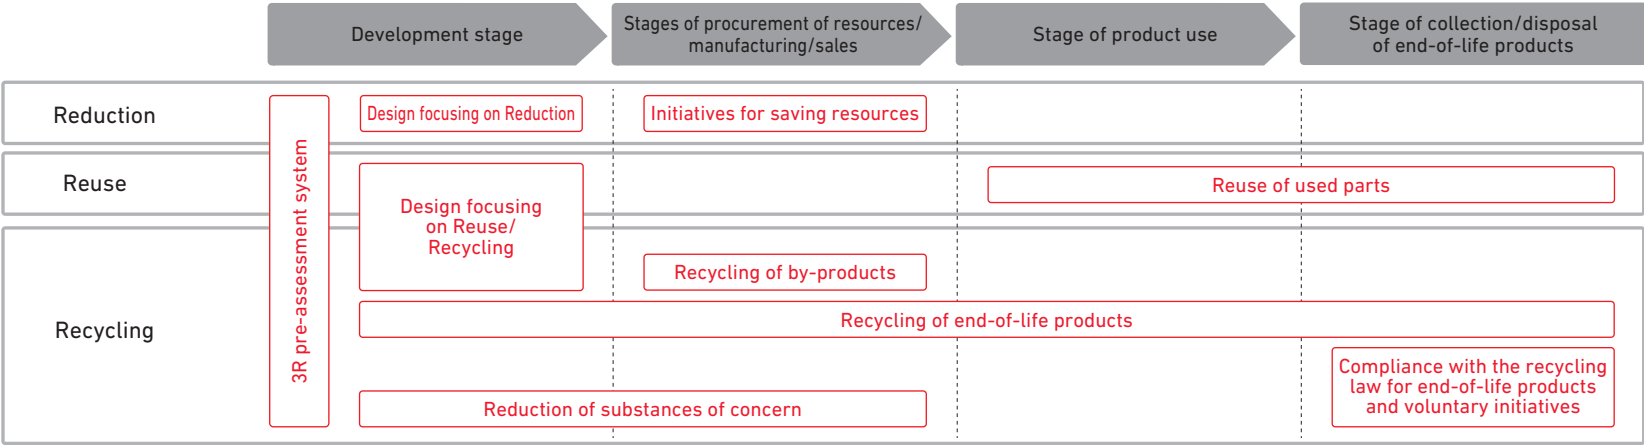 Development stage
Stages of procurement of resources/
manufacturing/sales
Stage of product use
Stage of collection/disposal
of end-of-life products
Reduction
3R pre-assessment system
Design focusing on Reduction
Initiatives for saving resources
Reuse
Design focusing
on Reuse/
Recycling
Reuse of used parts
Recycling
Recycling of by-products
Recycling of end-of-life products
Compliance with the recycling
law for end-of-life products
and voluntary initiatives
Reduction of substances of concern